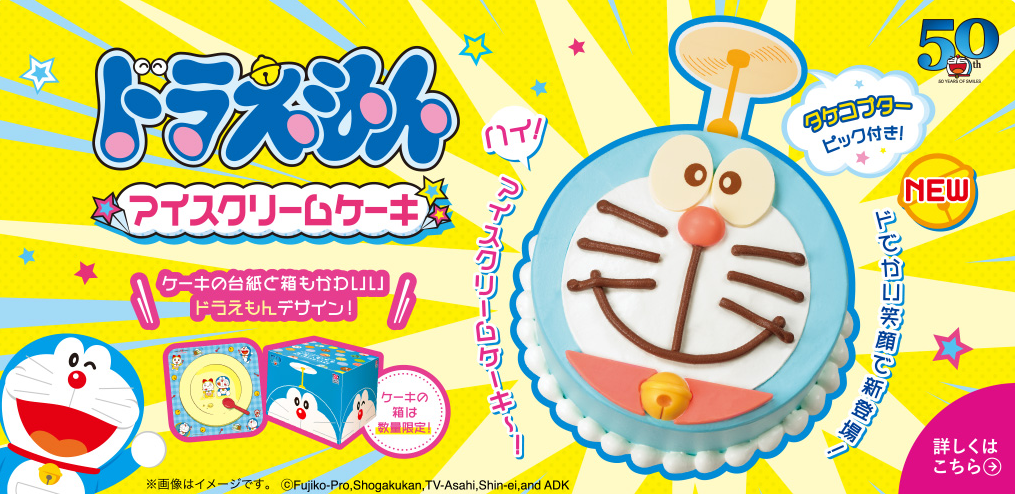 ドラえもん
アイスクリームケーキ
ケーキの台紙と箱もかわいい
ドラえもんデザイン!
ケーキの
箱は
数量限定!
ハイ!
アイスクリームケーキ〜!
50th
50 YEARS OF SMILES
タケコプター
ピック付き!
NEW
ドでかい笑顔で新登場!!
詳しくは
こちら
※画像はイメージです。 ©Fujiko-Pro,Shogakukan,TV-Asahi,Shin-ei,and ADK